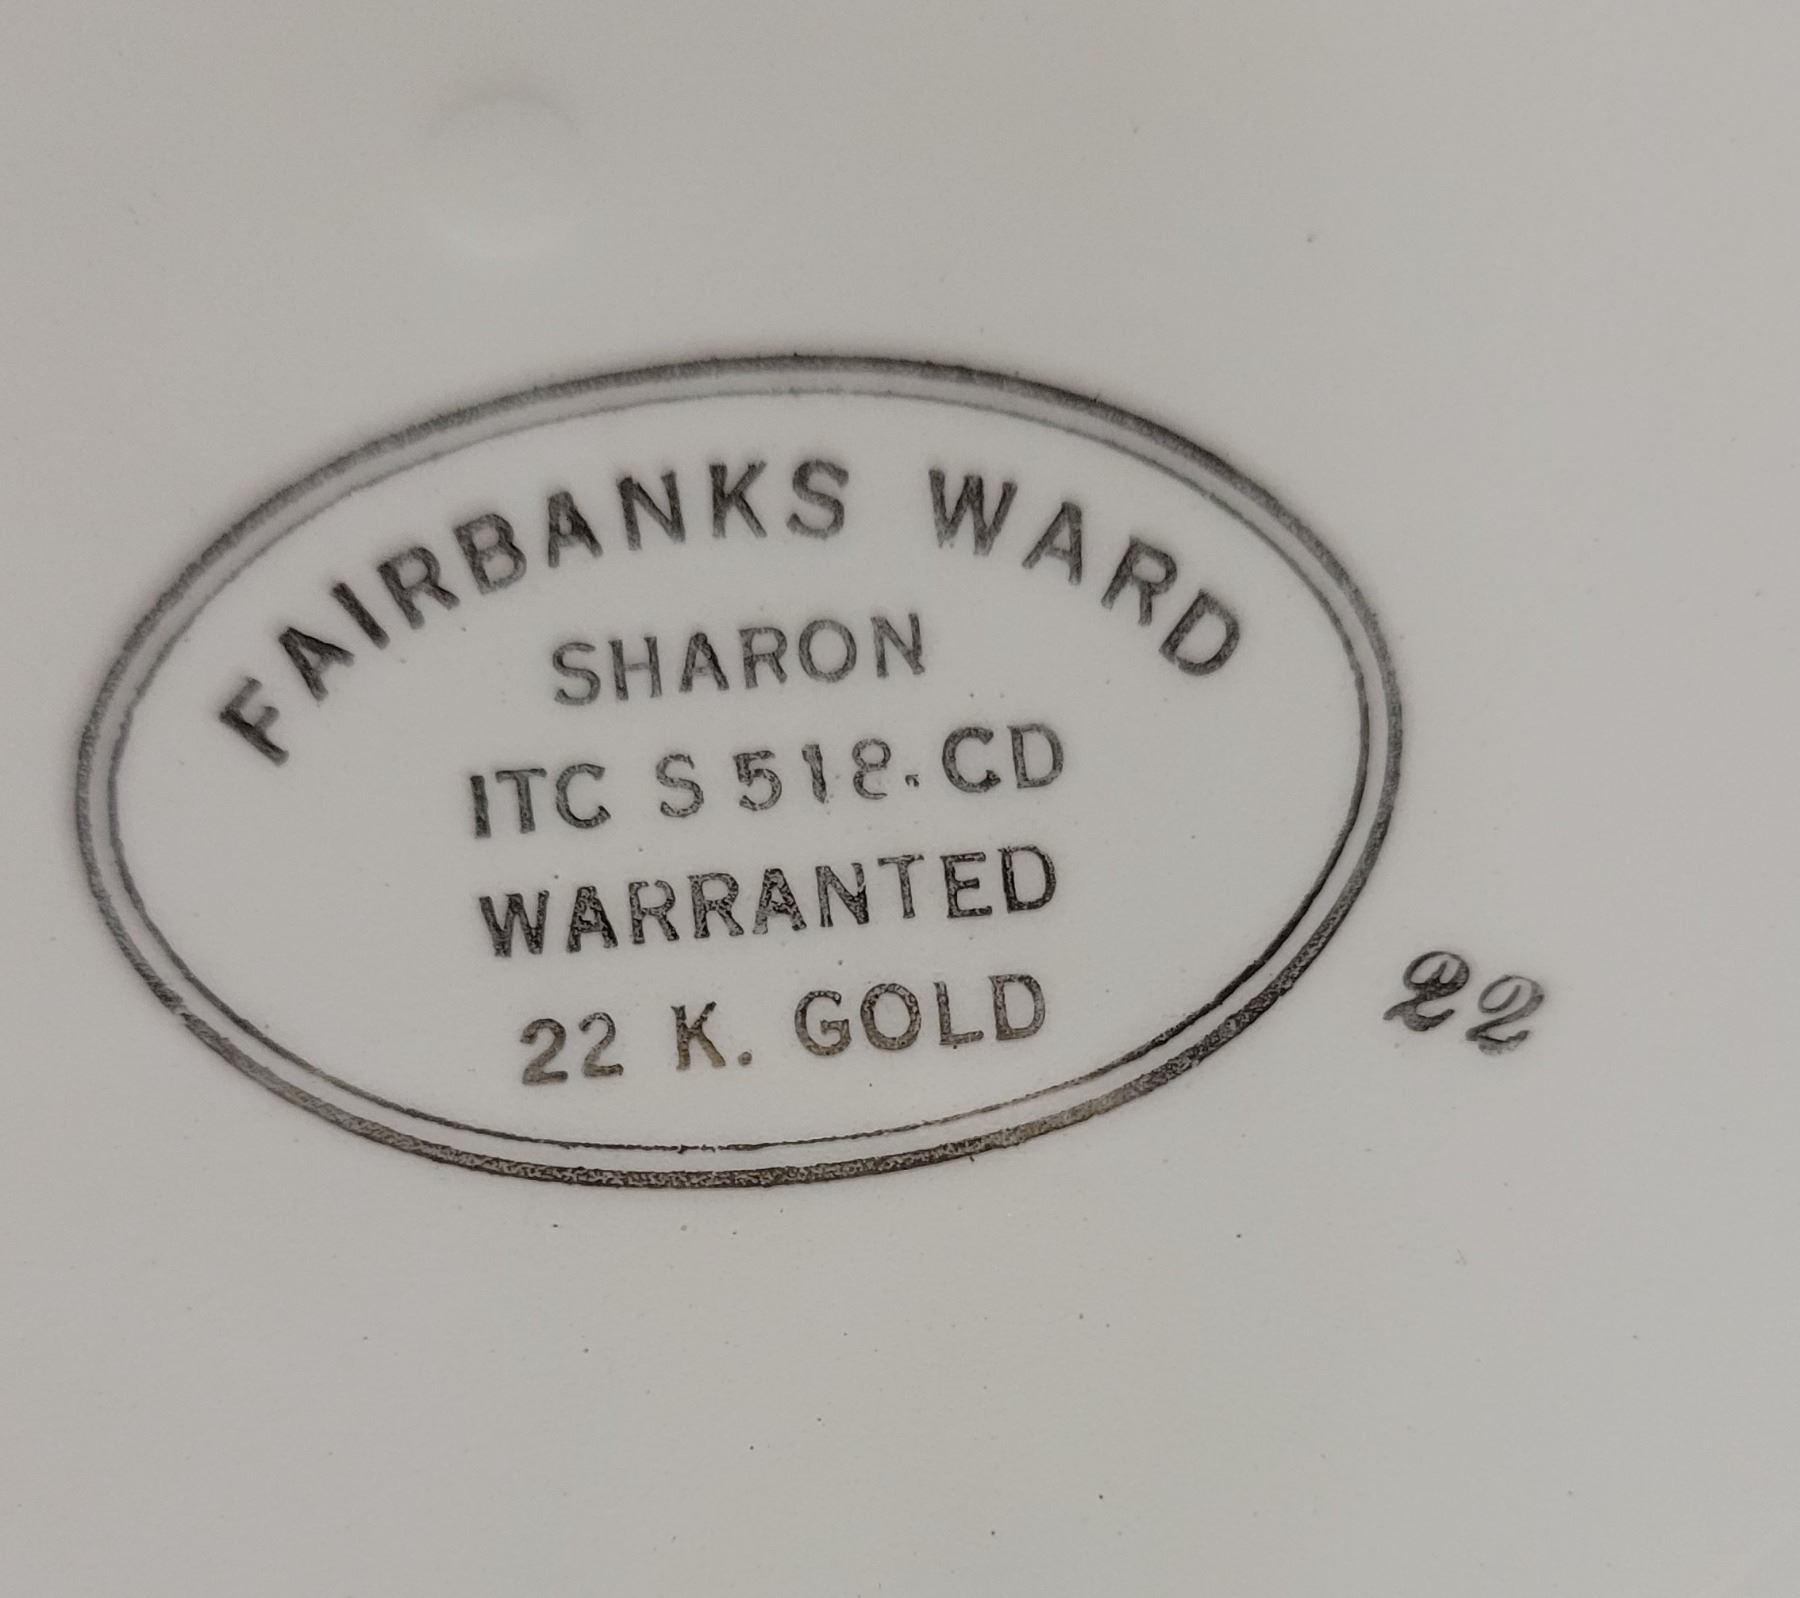 FAIRBANKS WARD
SHARON
ITC S 518.CD
WARRANTED
22 K. GOLD
22